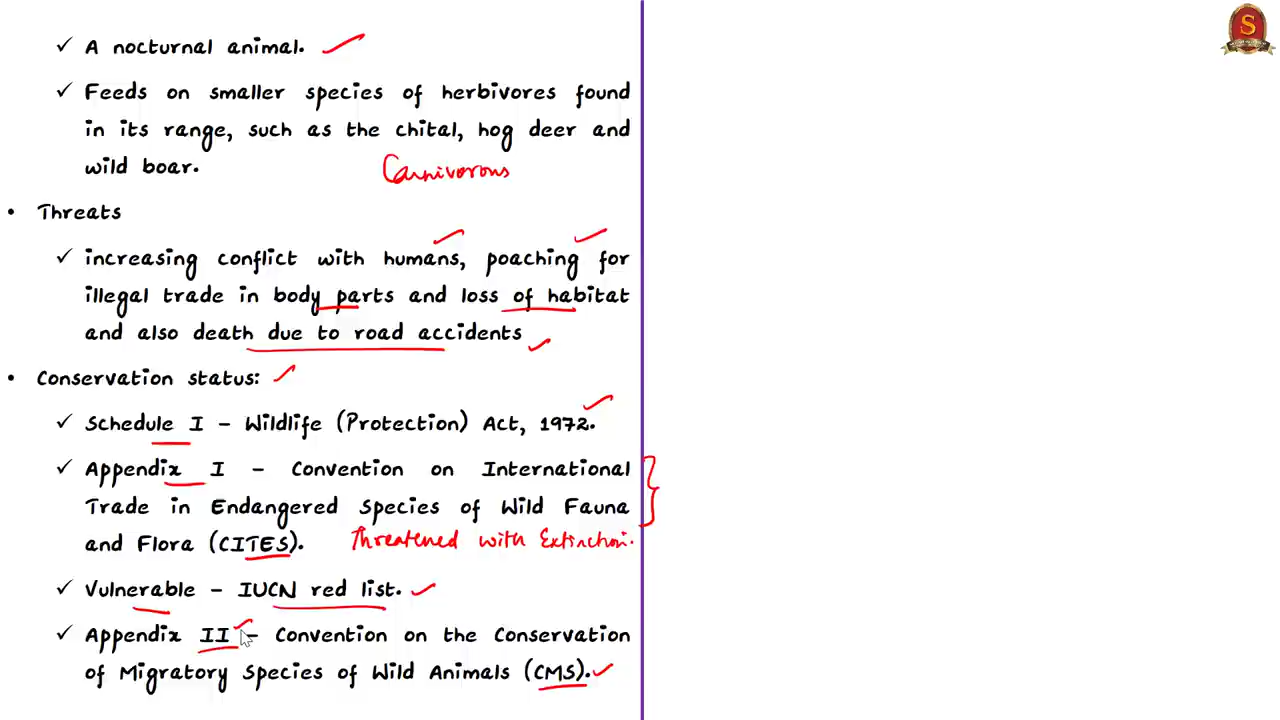 ✓ A nocturnal animal.
✓ Feeds on smaller species of herbivores found
in its range, such as the chital, hog deer and
wild boar.
Carnivorous
• Threats
✓ increasing conflict with humans, poaching for
illegal trade in body parts and loss of habitat
and also death due to road accidents
• Conservation status:
✓ Schedule I - Wildlife (Protection) Act, 1972.
✓ Appendix I - Convention on International
Trade in Endangered Species of Wild Fauna
and Flora (CITES).
Threatened with Extinction.
✓ Vulnerable - IUCN red list.
✓ Appendix II - Convention on the Conservation
of Migratory Species of Wild Animals (CMS).
S